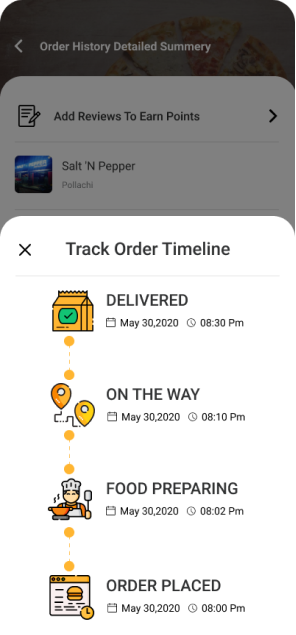 Order History Detailed Summery
Add Reviews To Earn Points
Salt 'N Pepper
Pollachi
Track Order Timeline
DELIVERED
May 30,2020 08:30 Pm
ON THE WAY
May 30,2020 08:10 Pm
FOOD PREPARING
May 30,2020 08:02 Pm
ORDER PLACED
May 30,2020 08:00 Pm